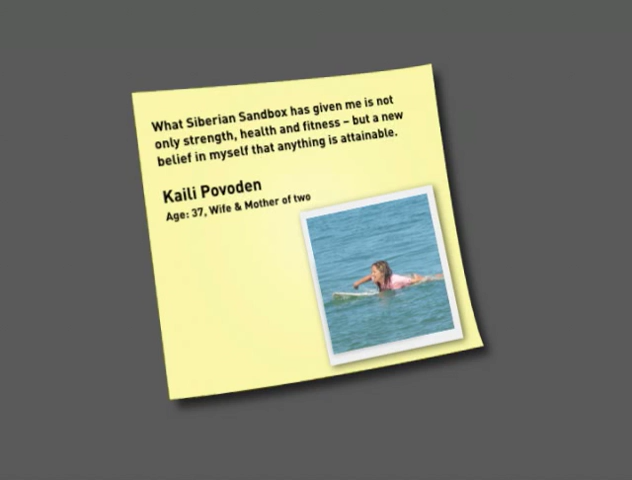 What Siberian Sandbox has given me is not
only strength, health and fitness – but a new
belief in myself that anything is attainable.
Kaili Povoden
Age: 37, Wife & Mother of two